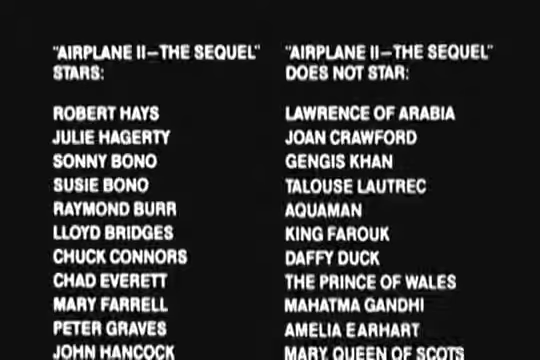 "AIRPLANE II—THE SEQUEL"
STARS:
ROBERT HAYS
JULIE HAGERTY
SONNY BONO
SUSIE BONO
RAYMOND BURR
LLOYD BRIDGES
CHUCK CONNORS
CHAD EVERETT
MARY FARRELL
PETER GRAVES
JOHN HANCOCK
"AIRPLANE II—THE SEQUEL"
DOES NOT STAR:
LAWRENCE OF ARABIA
JOAN CRAWFORD
GENGIS KHAN
TALOUSE LAUTREC
AQUAMAN
KING FAROUK
DAFFY DUCK
THE PRINCE OF WALES
MAHATMA GANDHI
AMELIA EARHART
MARY, QUEEN OF SCOTS